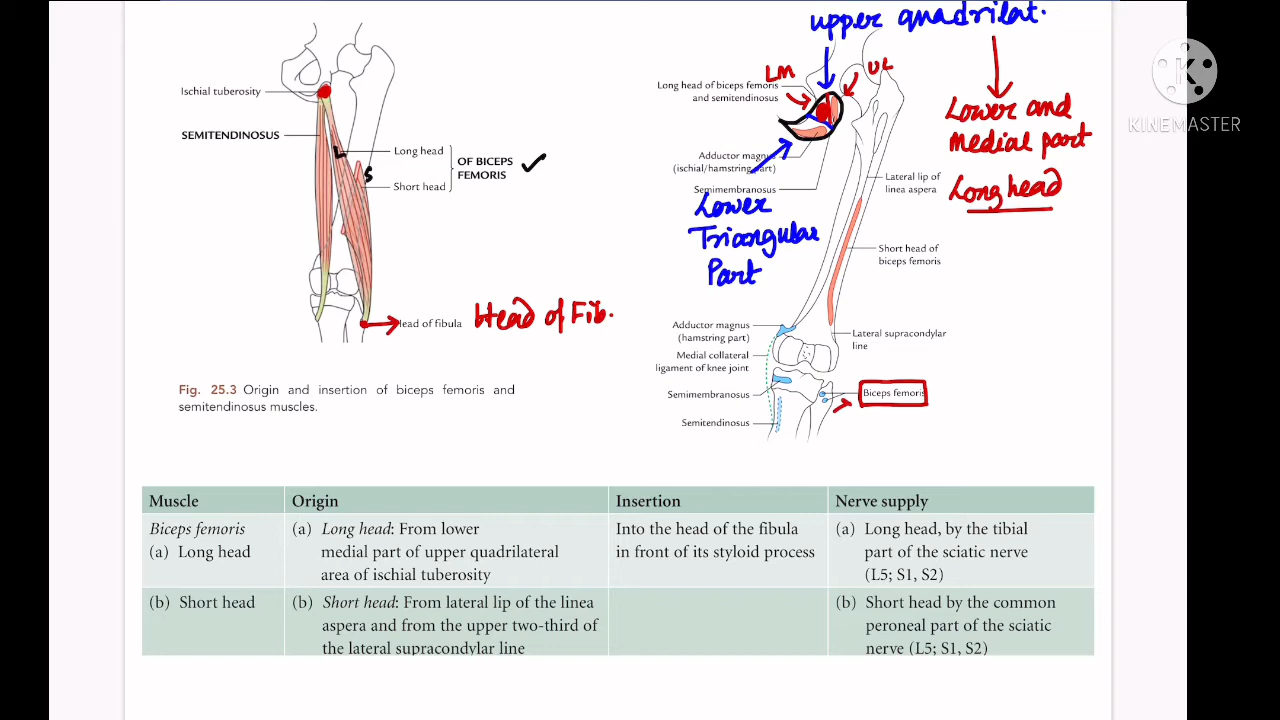 upper quadrilat.
KINEMASTER
Ischial tuberosity
SEMITENDINOSUS
Long head
Short head
OF BICEPS
FEMORIS
L
S
Head of Fib.
ead of fibula
Fig. 25.3 Origin and insertion of biceps femoris and
semitendinosus muscles.
LM
UL
Long head of biceps femoris
and semitendinosus
Adductor magnus
(ischial/hamstring part)
Semimembranosus
Lower
Triangular
Part
Lower and
medial part
Long head
Lateral lip of
linea aspera
Short head of
biceps femoris
Adductor magnus
(hamstring part)
Medial collateral
ligament of knee joint
Semimembranosus
Semitendinosus
Lateral supracondylar
line
Biceps femoris
Muscle Origin Insertion Nerve supply
Biceps femoris (a) Long head: From lower Into the head of the fibula (a) Long head, by the tibial
(a) Long head medial part of upper quadrilateral in front of its styloid process part of the sciatic nerve
area of ischial tuberosity (L5; S1, S2)
(b) Short head (b) Short head: From lateral lip of the linea (b) Short head by the common
aspera and from the upper two-third of peroneal part of the sciatic
the lateral supracondylar line nerve (L5; S1, S2)